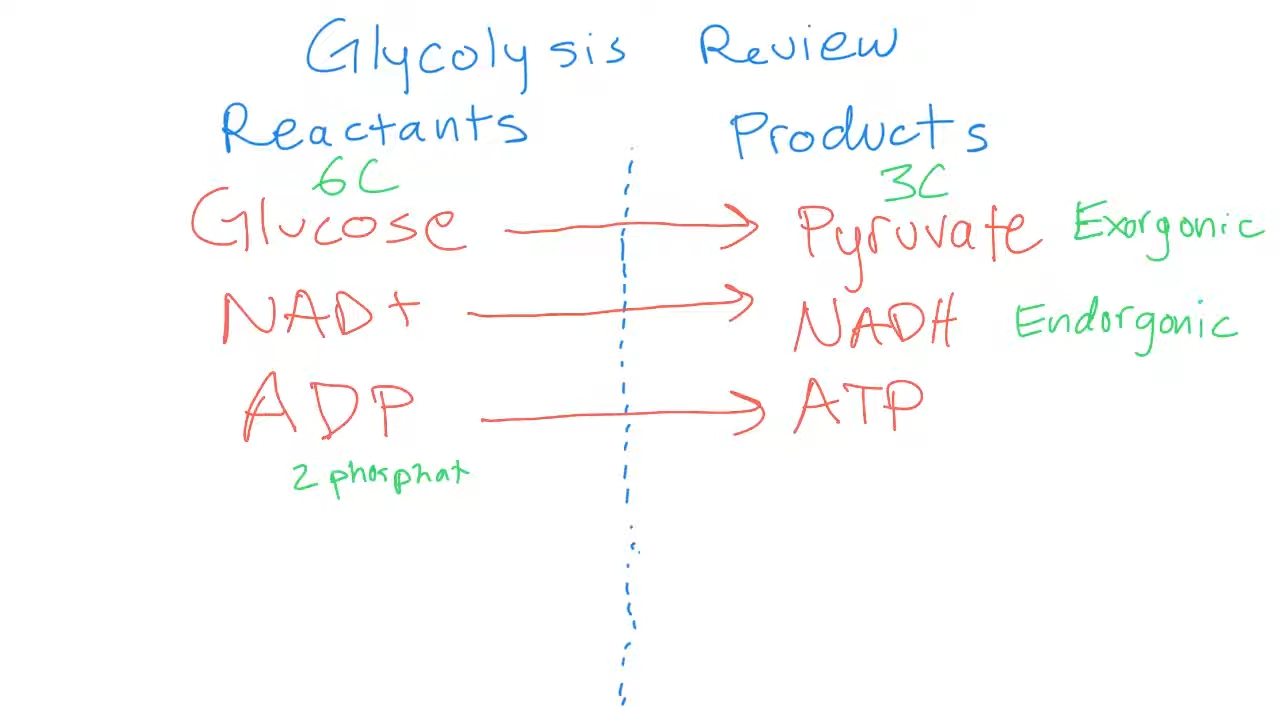 Glycolysis Review
Reactants Products
6C 3C
Glucose → Pyruvate Exorgonic
NAD+ → NADH Endorgonic
ADP → ATP
2 phosphat